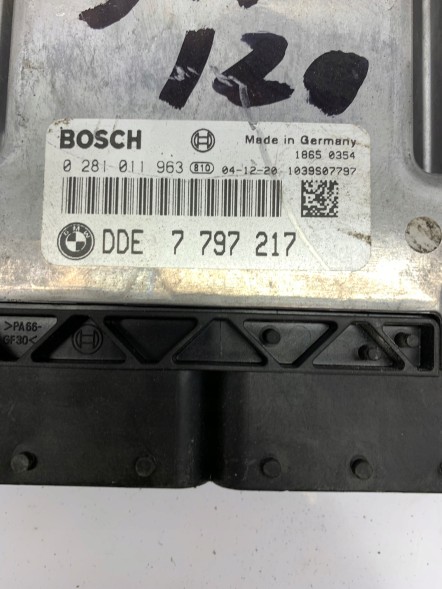 120
BOSCH
Made in Germany
1865 0354
0 281 011 963 810 04-12-20 1039S07797
BMW
DDE 7 797 217
>PA66-
GF30<